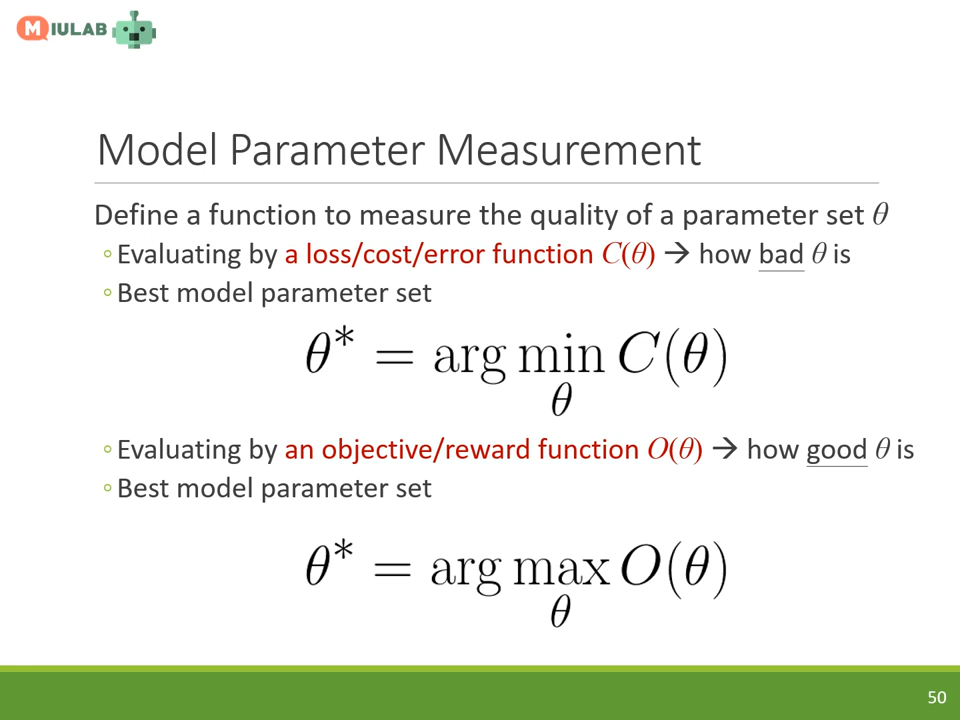 MIULAB
Model Parameter Measurement
Define a function to measure the quality of a parameter set θ
◦Evaluating by a loss/cost/error function C(θ) → how bad θ is
◦Best model parameter set
θ* = arg min C(θ)
θ
◦Evaluating by an objective/reward function O(θ) → how good θ is
◦Best model parameter set
θ* = arg max O(θ)
θ
50